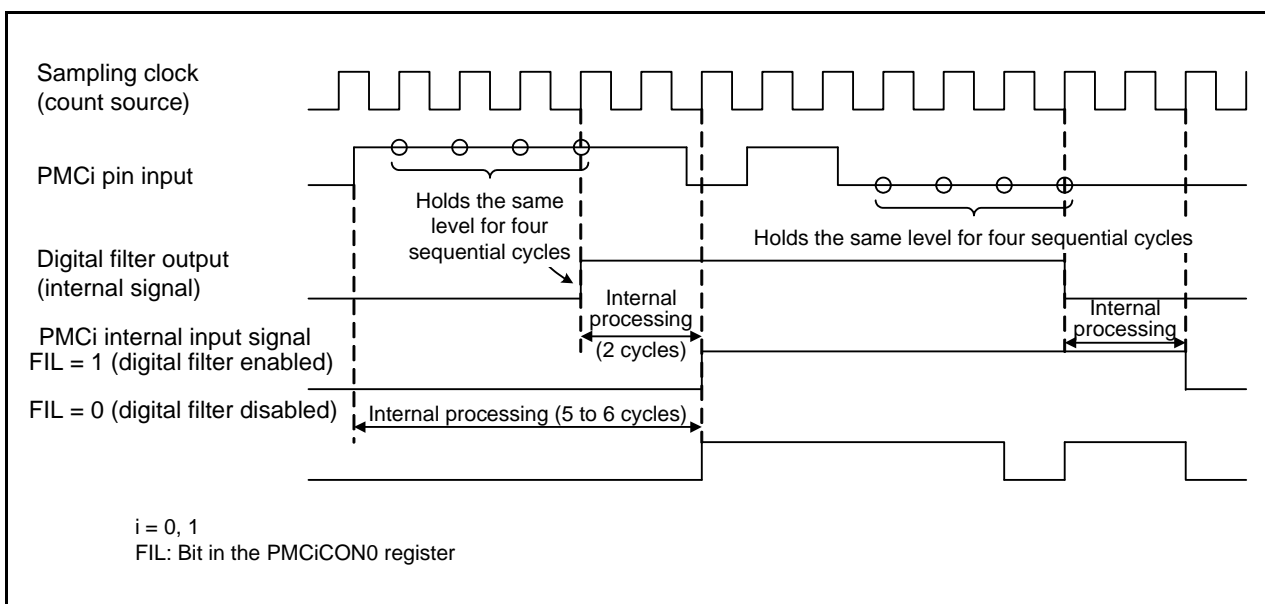 Sampling clock
(count source)
PMCi pin input
Holds the same
level for four
sequential cycles
Holds the same level for four sequential cycles
Digital filter output
(internal signal)
Internal
processing
(2 cycles)
Internal
processing
PMCi internal input signal
FIL = 1 (digital filter enabled)
FIL = 0 (digital filter disabled)
Internal processing (5 to 6 cycles)
i = 0, 1
FIL: Bit in the PMCiCON0 register